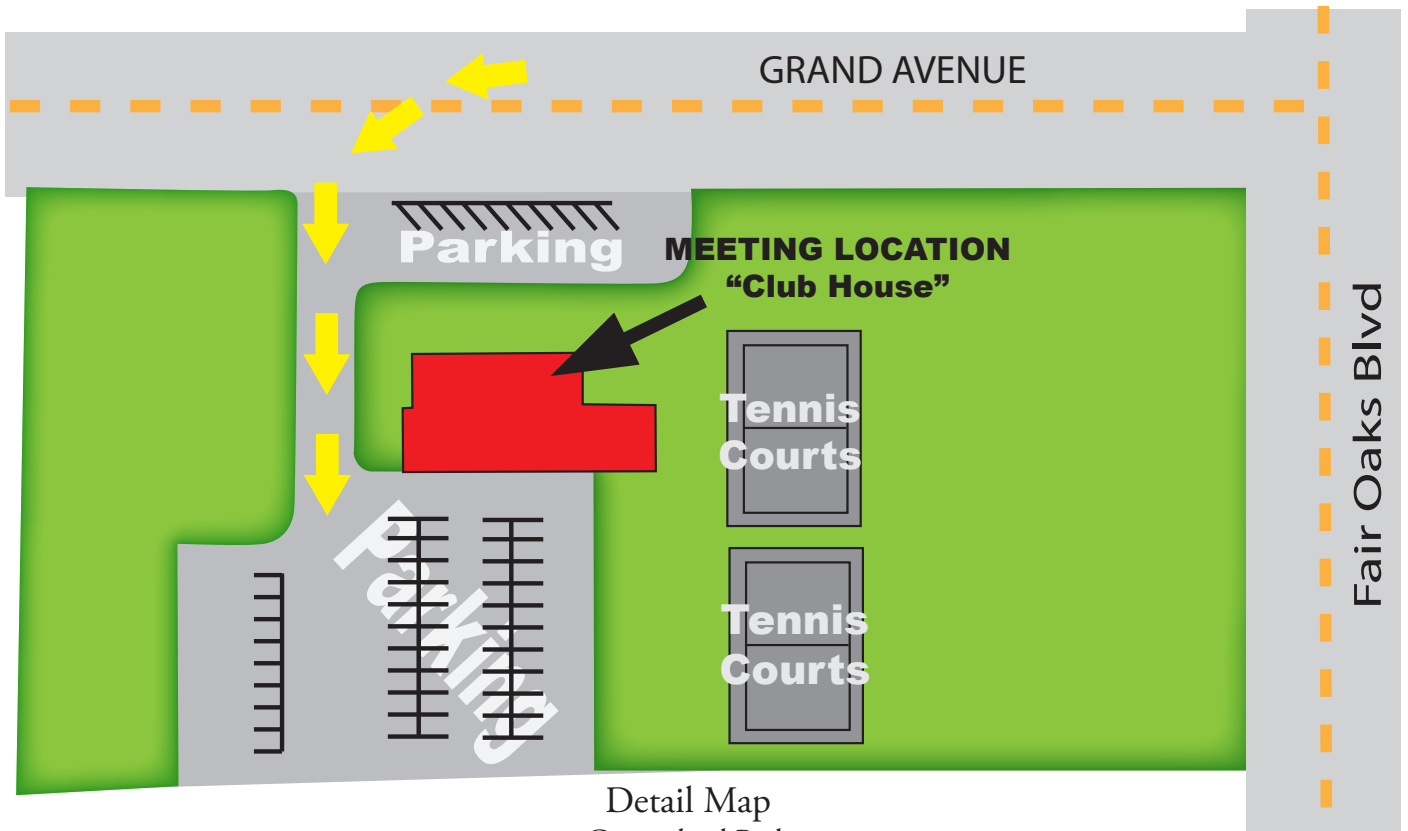 GRAND AVENUE
Parking
MEETING LOCATION
“Club House”
Tennis
Courts
Fair Oaks Blvd
Parking
Tennis
Courts
Detail Map